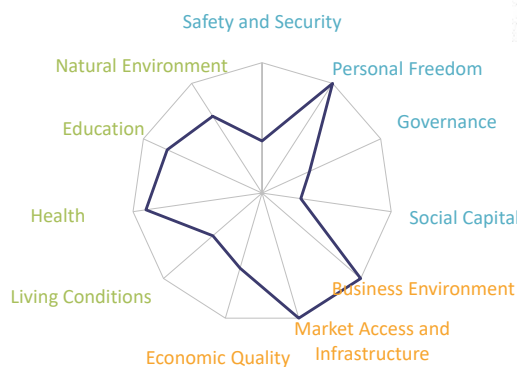 Safety and Security
Natural Environment
Personal Freedom
Education
Governance
Health
Social Capital
Living Conditions
Business Environment
Market Access and
Infrastructure
Economic Quality